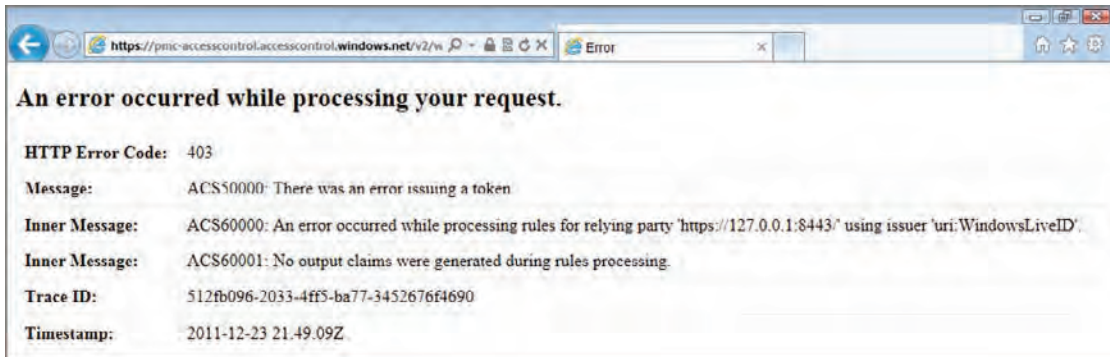 https://pmc-accesscontrol.accesscontrol.windows.net/v2/w
Error
An error occurred while processing your request.
HTTP Error Code: 403
Message: ACS50000: There was an error issuing a token
Inner Message: ACS60000: An error occurred while processing rules for relying party 'https://127.0.0.1:8443/' using issuer 'uri:WindowsLiveID'.
Inner Message: ACS60001: No output claims were generated during rules processing.
Trace ID: 512fb096-2033-4ff5-ba77-3452676f4690
Timestamp: 2011-12-23 21:49:09Z